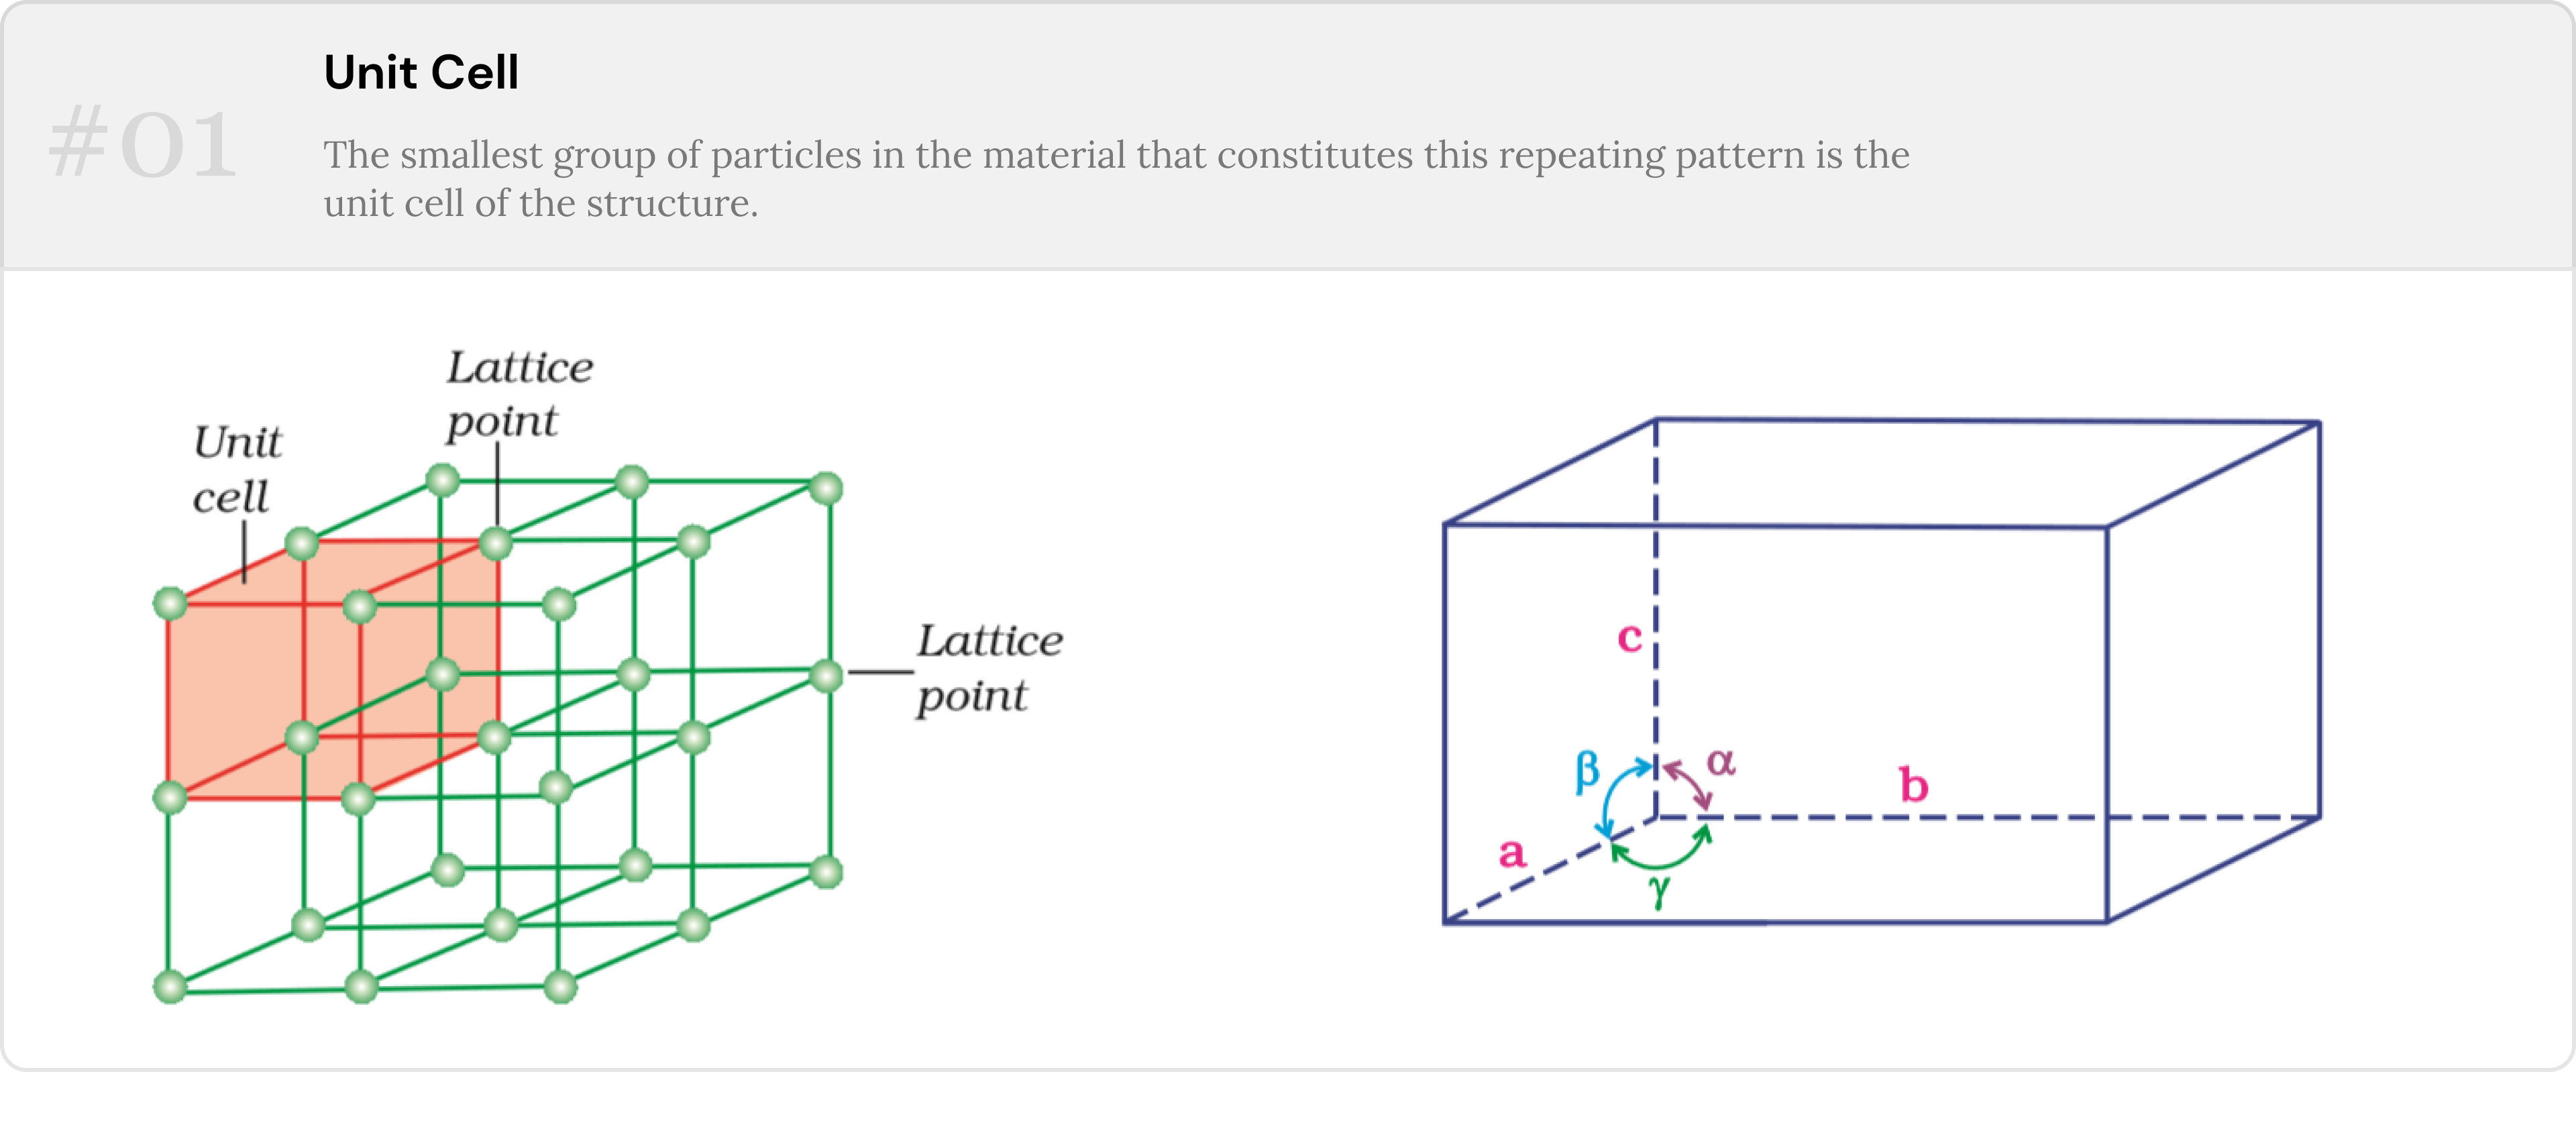 #01
Unit Cell
The smallest group of particles in the material that constitutes this repeating pattern is the
unit cell of the structure.
Lattice
point
Unit
cell
Lattice
point
c
β
α
b
a
γ